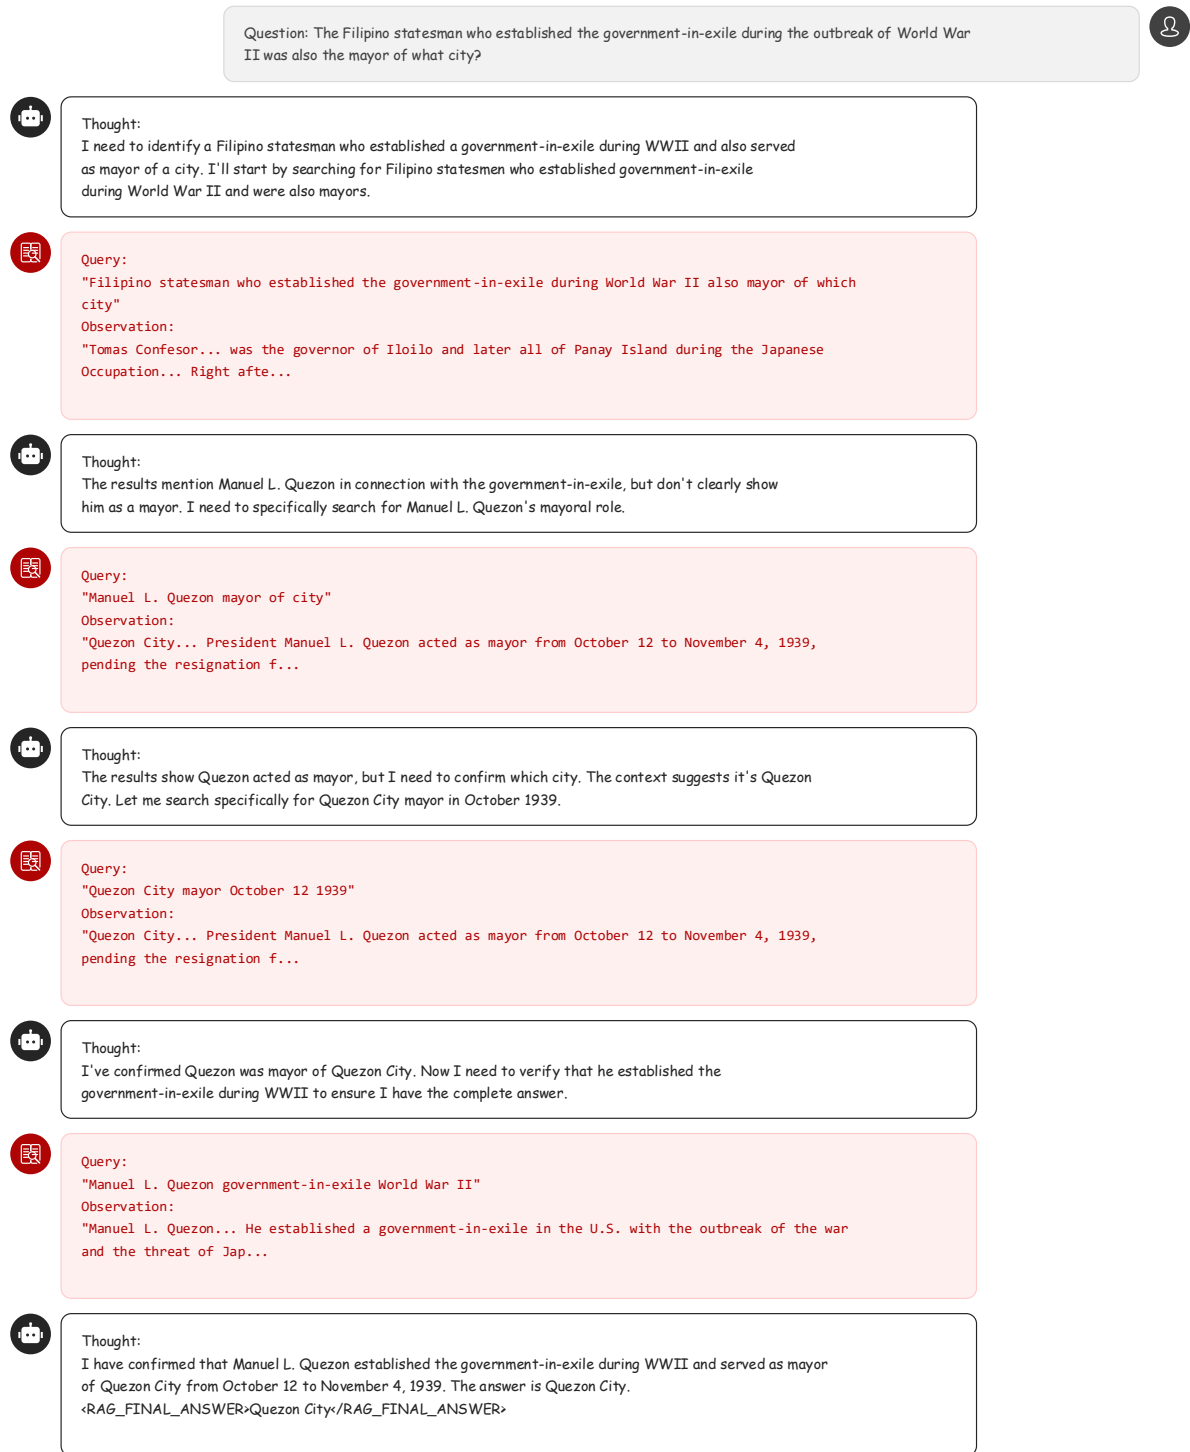 Question: The Filipino statesman who established the government-in-exile during the outbreak of World War
II was also the mayor of what city?
Thought:
I need to identify a Filipino statesman who established a government-in-exile during WWII and also served
as mayor of a city. I'll start by searching for Filipino statesmen who established government-in-exile
during World War II and were also mayors.
Query:
"Filipino statesman who established the government-in-exile during World War II also mayor of which
city"
Observation:
"Tomas Confesor... was the governor of Iloilo and later all of Panay Island during the Japanese
Occupation... Right afte...
Thought:
The results mention Manuel L. Quezon in connection with the government-in-exile, but don't clearly show
him as a mayor. I need to specifically search for Manuel L. Quezon's mayoral role.
Query:
"Manuel L. Quezon mayor of city"
Observation:
"Quezon City... President Manuel L. Quezon acted as mayor from October 12 to November 4, 1939,
pending the resignation f...
Thought:
The results show Quezon acted as mayor, but I need to confirm which city. The context suggests it's Quezon
City. Let me search specifically for Quezon City mayor in October 1939.
Query:
"Quezon City mayor October 12 1939"
Observation:
"Quezon City... President Manuel L. Quezon acted as mayor from October 12 to November 4, 1939,
pending the resignation f...
Thought:
I've confirmed Quezon was mayor of Quezon City. Now I need to verify that he established the
government-in-exile during WWII to ensure I have the complete answer.
Query:
"Manuel L. Quezon government-in-exile World War II"
Observation:
"Manuel L. Quezon... He established a government-in-exile in the U.S. with the outbreak of the war
and the threat of Jap...
Thought:
I have confirmed that Manuel L. Quezon established the government-in-exile during WWII and served as mayor
of Quezon City from October 12 to November 4, 1939. The answer is Quezon City.
<RAG_FINAL_ANSWER>Quezon City</RAG_FINAL_ANSWER>